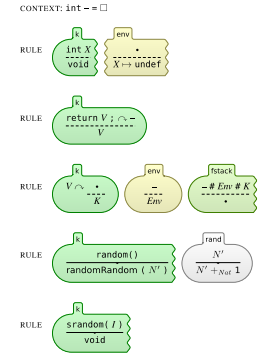 CONTEXT: int − = □
k env
RULE int X •
void X ↦ undef
k
RULE return V ; ↷ −
k env fstack
RULE V ↷ • − − # Env # K
K Env •
k rand
RULE random() N′
randomRandom ( N′ ) N′ +Nat 1
k
RULE srandom( I )
void